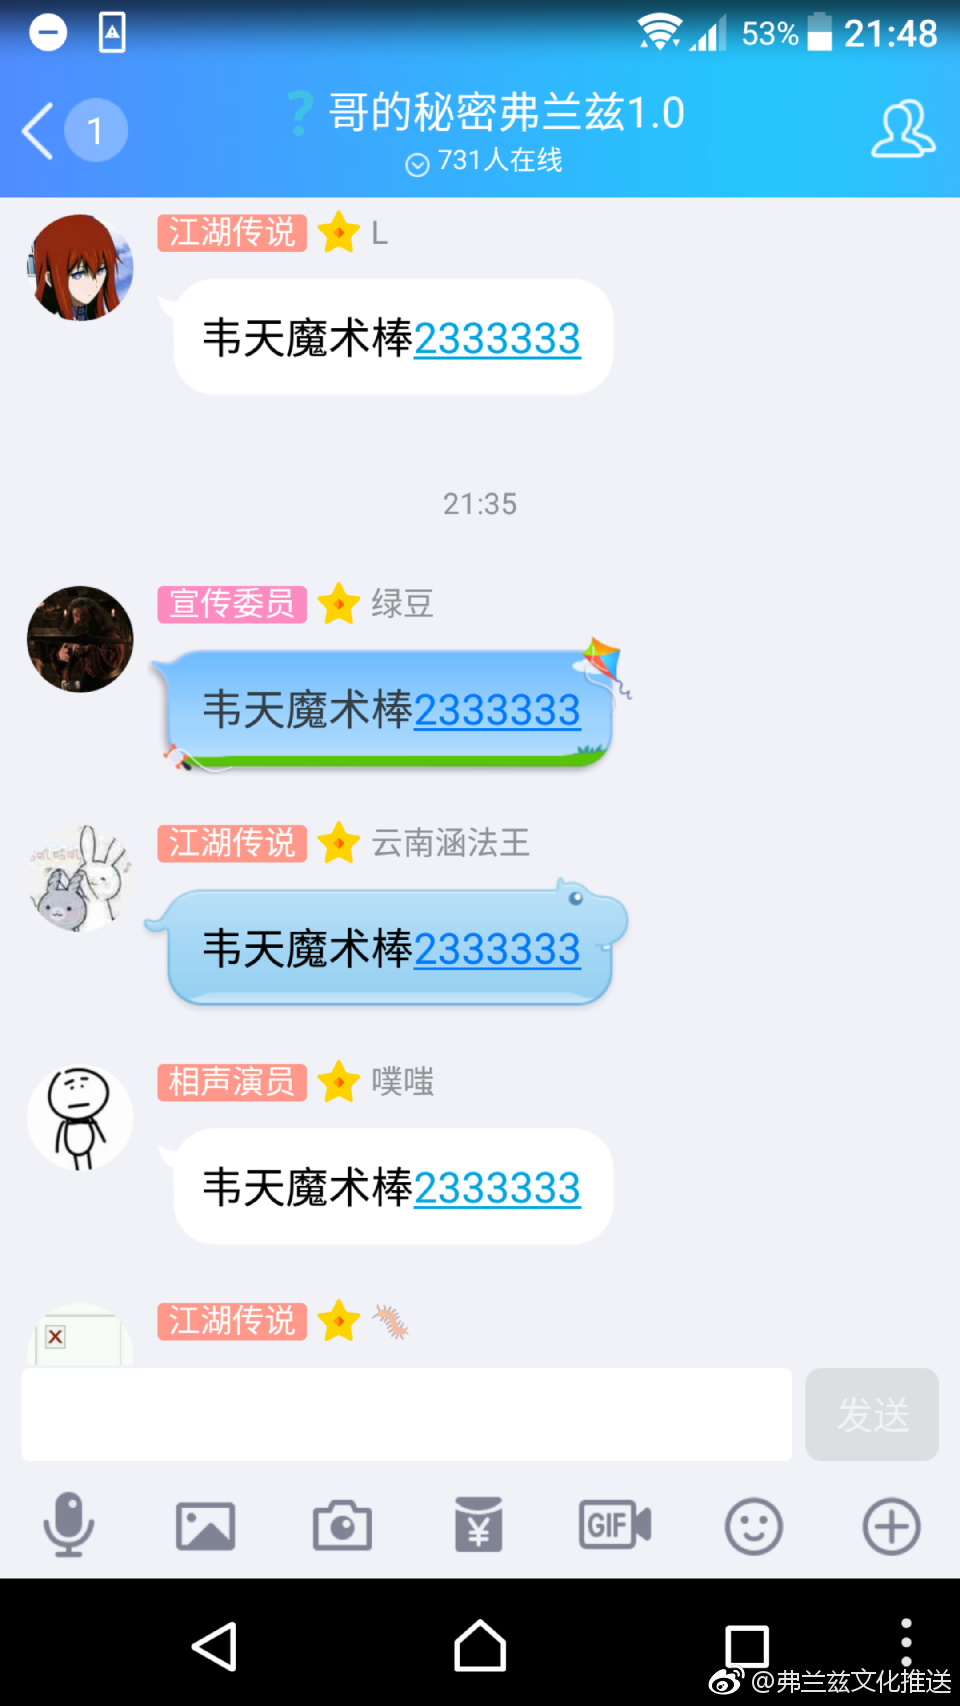 53% 21:48
1
？哥的秘密弗兰兹1.0
731人在线
江湖传说 L
韦天魔术棒2333333
21:35
宣传委员 绿豆
韦天魔术棒2333333
江湖传说 云南涵法王
韦天魔术棒2333333
相声演员 噗嗤
韦天魔术棒2333333
江湖传说
发送
GIF
@弗兰兹文化推送